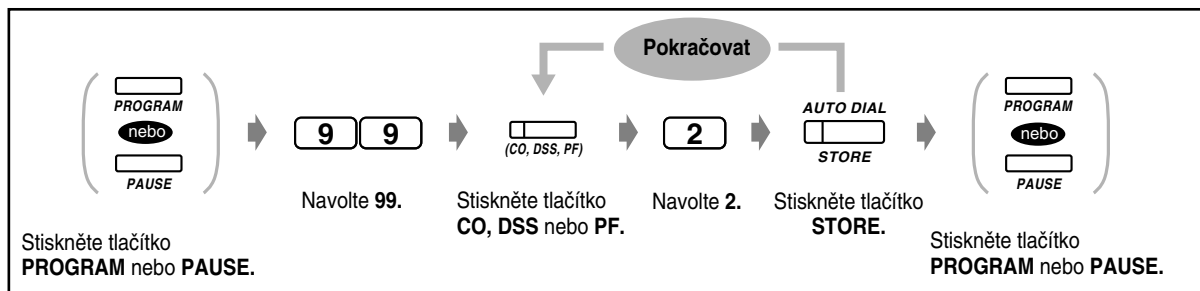 Pokračovat
PROGRAM
nebo
PAUSE
9 9
(CO, DSS, PF)
2
AUTO DIAL
STORE
PROGRAM
nebo
PAUSE
Stiskněte tlačítko
PROGRAM nebo PAUSE.
Navolte 99.
Stiskněte tlačítko
CO, DSS nebo PF.
Navolte 2.
Stiskněte tlačítko
STORE.
Stiskněte tlačítko
PROGRAM nebo PAUSE.